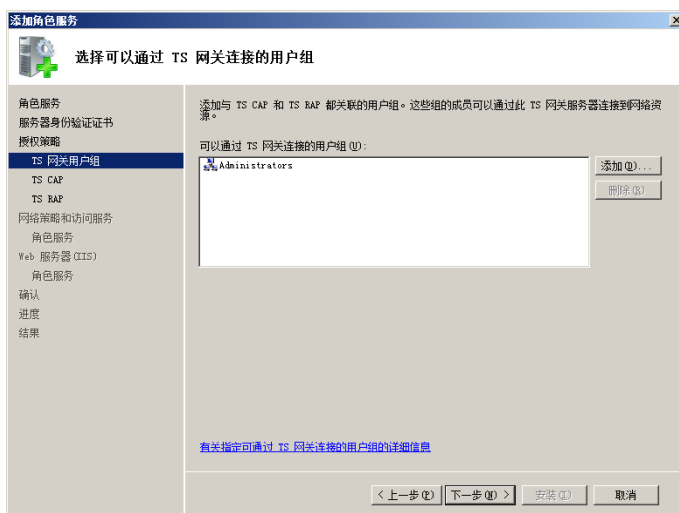 添加角色服务
选择可以通过 TS 网关连接的用户组
角色服务
服务器身份验证证书
授权策略
TS 网关用户组
TS CAP
TS RAP
网络策略和访问服务
角色服务
Web 服务器(IIS)
角色服务
确认
进度
结果
添加与 TS CAP 和 TS RAP 都关联的用户组。这些组的成员可以通过此 TS 网关服务器连接到网络资
源。
可以通过 TS 网关连接的用户组(U):
Administrators
添加(D)...
删除(R)
有关指定可通过 TS 网关连接的用户组的详细信息
< 上一步(P)
下一步(N) >
安装(I)
取消